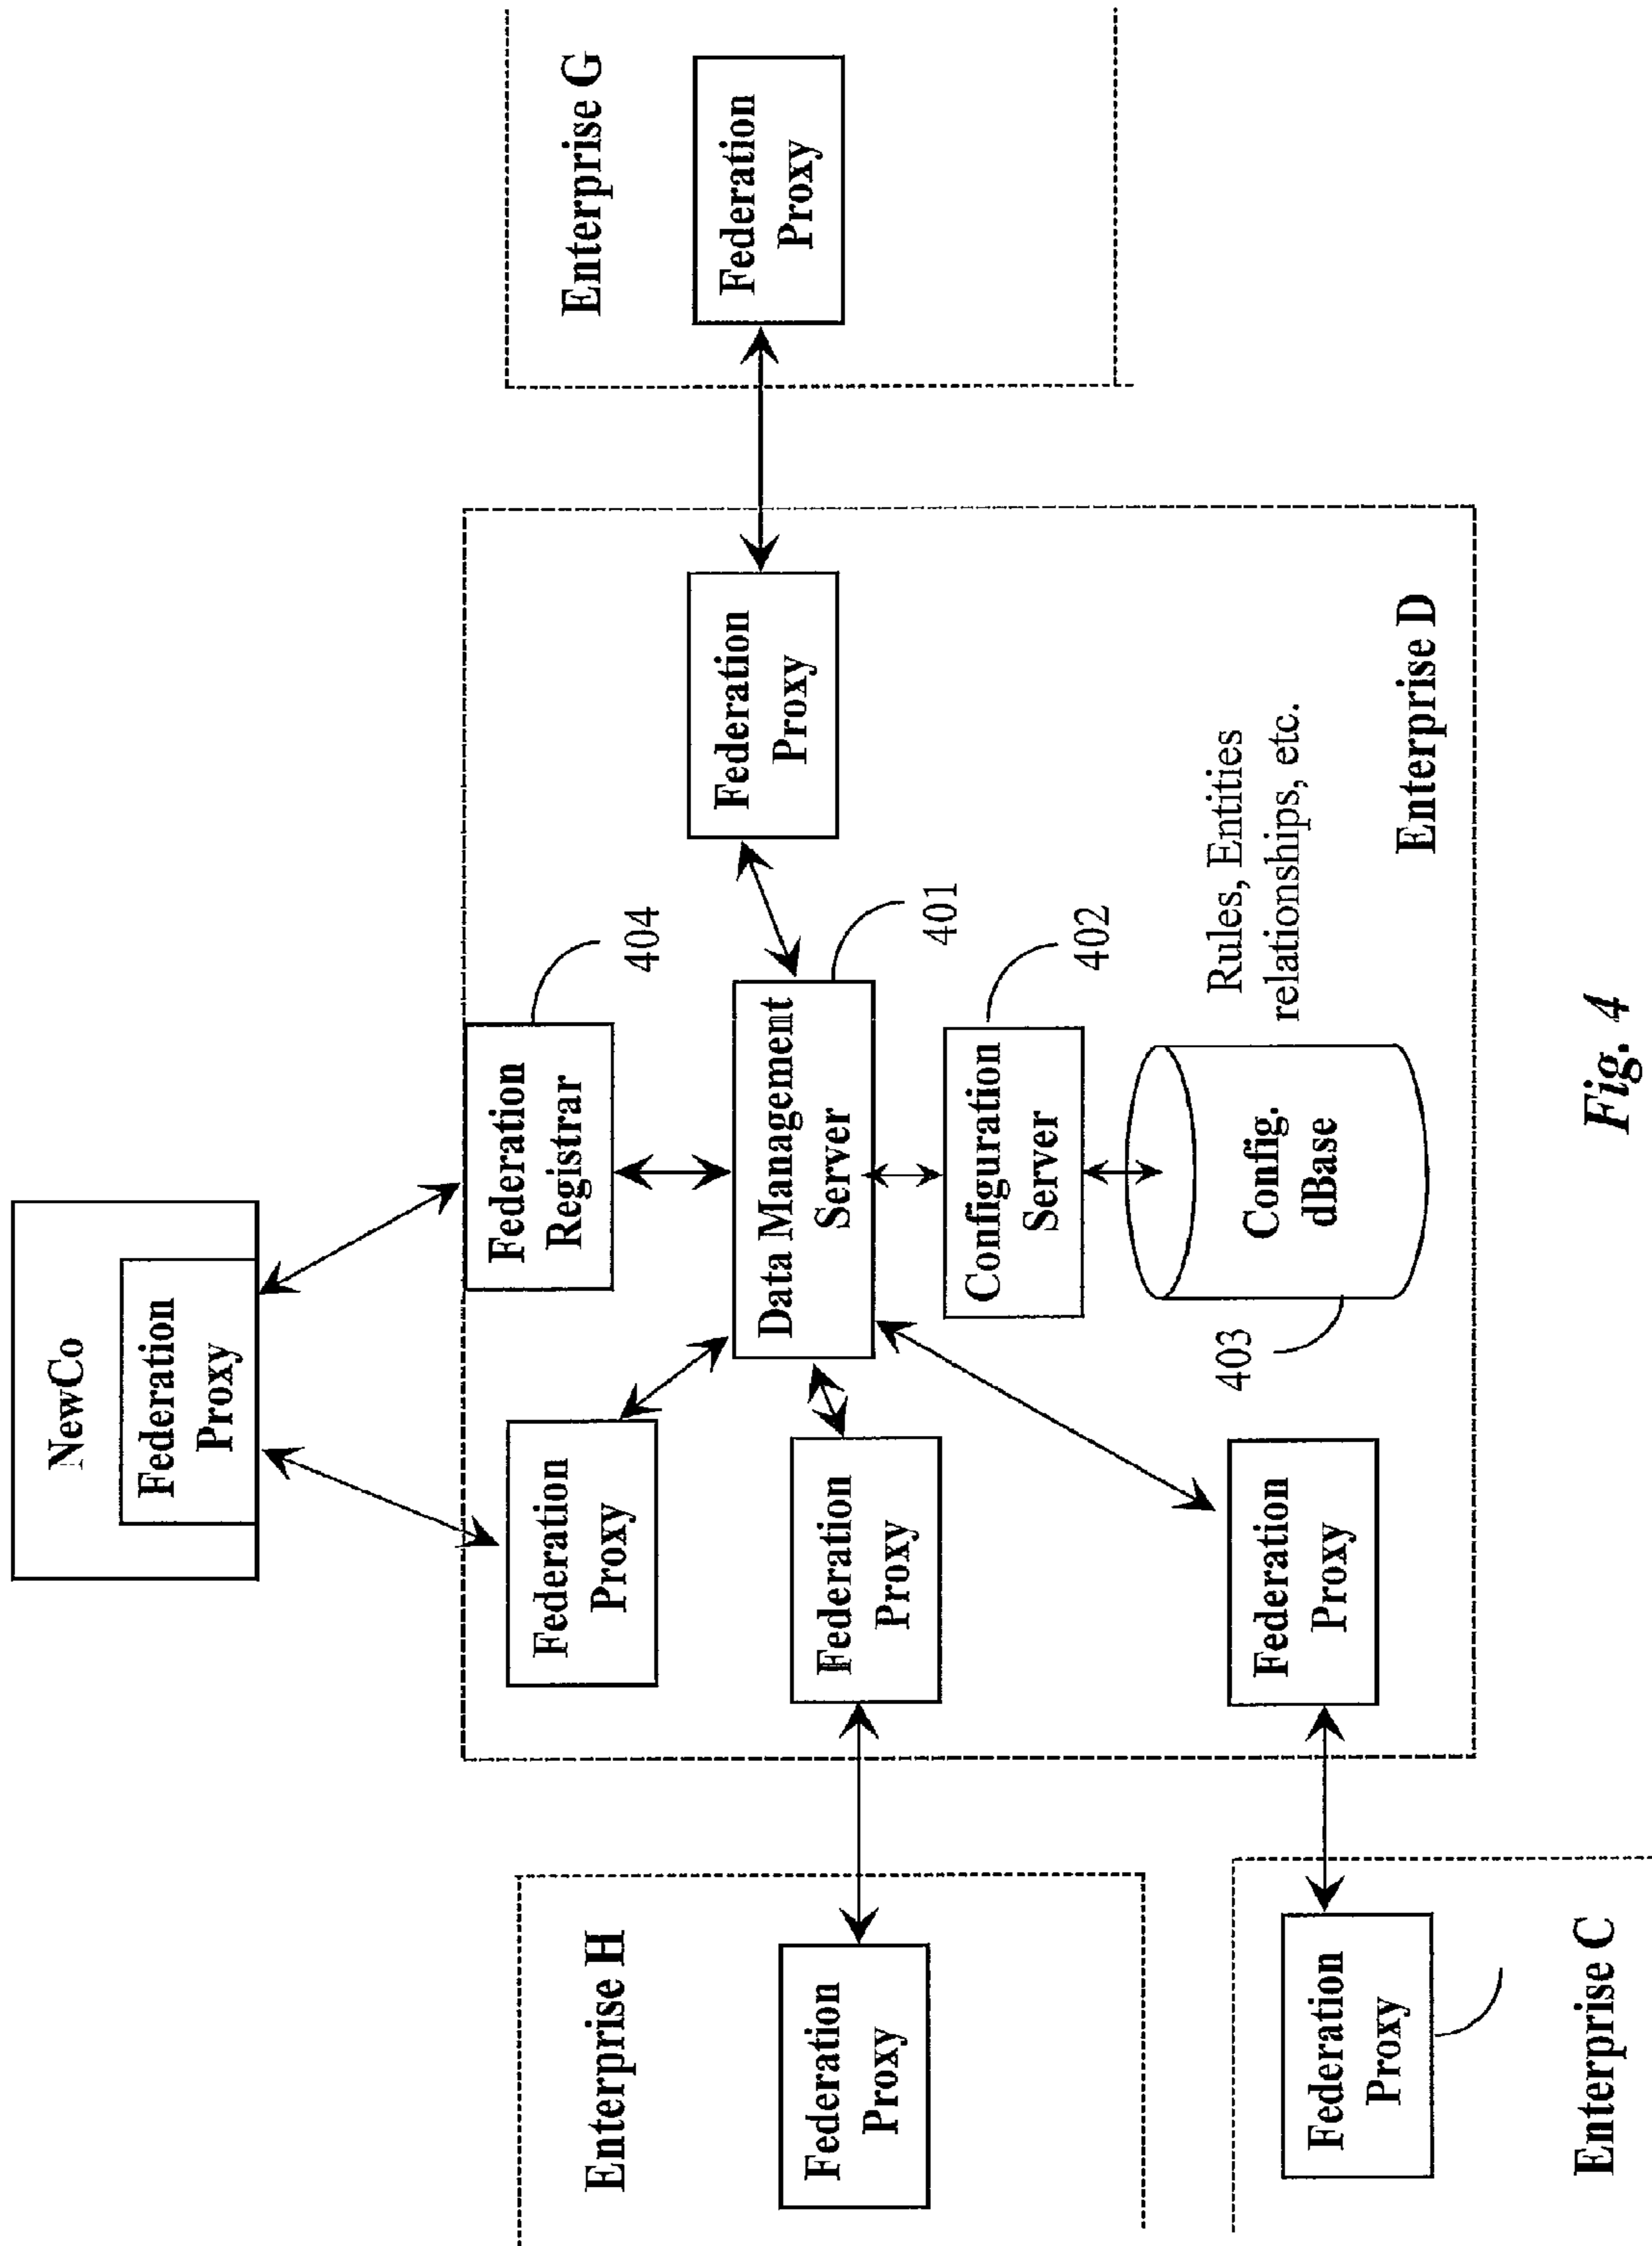 NewCo
Federation
Proxy
Enterprise H
Federation
Proxy
Enterprise C
Federation
Proxy
Federation
Proxy
Federation
Proxy
Federation
Proxy
Federation
Registrar
404
Data Management
Server
401
Configuration
Server
402
Config.
dBase
403
Rules, Entities
relationships, etc.
Federation
Proxy
Enterprise D
Enterprise G
Federation
Proxy
Fig. 4